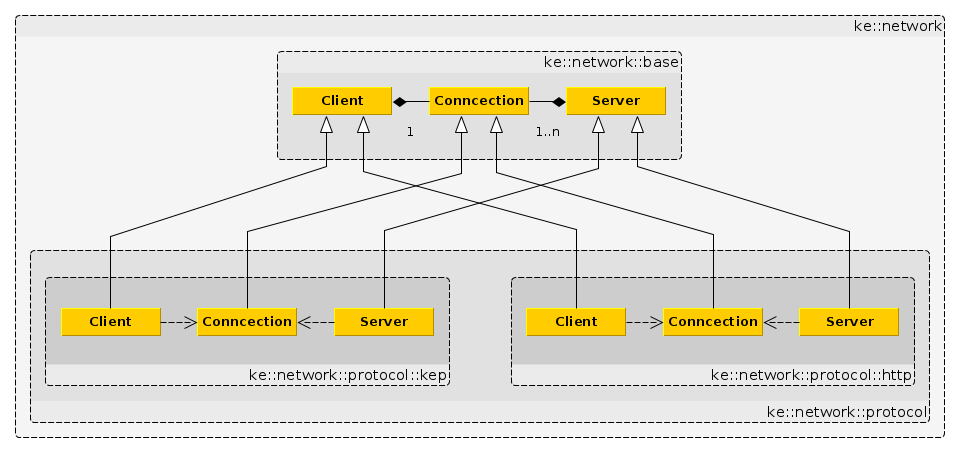 ke::network
ke::network::base
Client
Conncection
Server
1
1..n
Client
Conncection
Server
Client
Conncection
Server
ke::network::protocol::kep
ke::network::protocol::http
ke::network::protocol